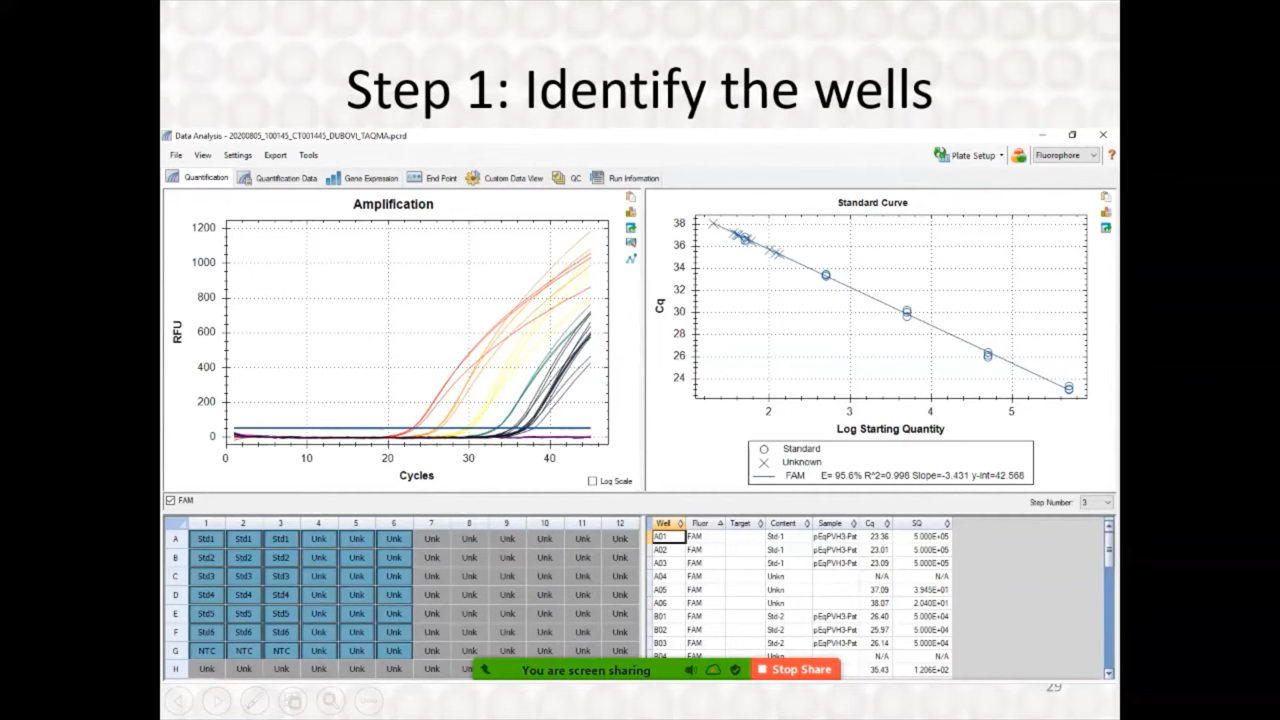 Step 1: Identify the wells
Data Analysis - 20200805_100145_CT001445_DUBOVI_TAQMA.pcrd
File View Settings Export Tools
Plate Setup Fluorophore ?
Quantification Quantification Data Gene Expression End Point Custom Data View QC Run Information
Amplification
1200
1000
800
600
400
200
0
RFU
0 10 20 30 40
Cycles
Log Scale
Standard Curve
38
36
34
32
30
28
26
24
Cq
2 3 4 5
Log Starting Quantity
Standard
Unknown
FAM E= 95.6% R^2=0.998 Slope=-3.431 y-int=42.568
FAM
Step Number: 3
1 2 3 4 5 6 7 8 9 10 11 12
A Std1 Std1 Std1 Unk Unk Unk Unk Unk Unk Unk Unk Unk
B Std2 Std2 Std2 Unk Unk Unk Unk Unk Unk Unk Unk Unk
C Std3 Std3 Std3 Unk Unk Unk Unk Unk Unk Unk Unk Unk
D Std4 Std4 Std4 Unk Unk Unk Unk Unk Unk Unk Unk Unk
E Std5 Std5 Std5 Unk Unk Unk Unk Unk Unk Unk Unk Unk
F Std6 Std6 Std6 Unk Unk Unk Unk Unk Unk Unk Unk Unk
G NTC NTC NTC Unk Unk Unk Unk Unk Unk Unk Unk Unk
H Unk Unk Unk Unk Unk Unk Unk
Well Fluor Target Content Sample Cq SQ
A01 FAM Std-1 pEqPVH3-Pst 23.36 5.000E+05
A02 FAM Std-1 pEqPVH3-Pst 23.01 5.000E+05
A03 FAM Std-1 pEqPVH3-Pst 23.09 5.000E+05
A04 FAM Unkn N/A N/A
A05 FAM Unkn 37.09 3.945E+01
A06 FAM Unkn 38.07 2.040E+01
B01 FAM Std-2 pEqPVH3-Pst 26.40 5.000E+04
B02 FAM Std-2 pEqPVH3-Pst 25.97 5.000E+04
B03 FAM Std-2 pEqPVH3-Pst 26.14 5.000E+04
N/A N/A
35.43 1.206E+02
You are screen sharing Stop Share
29